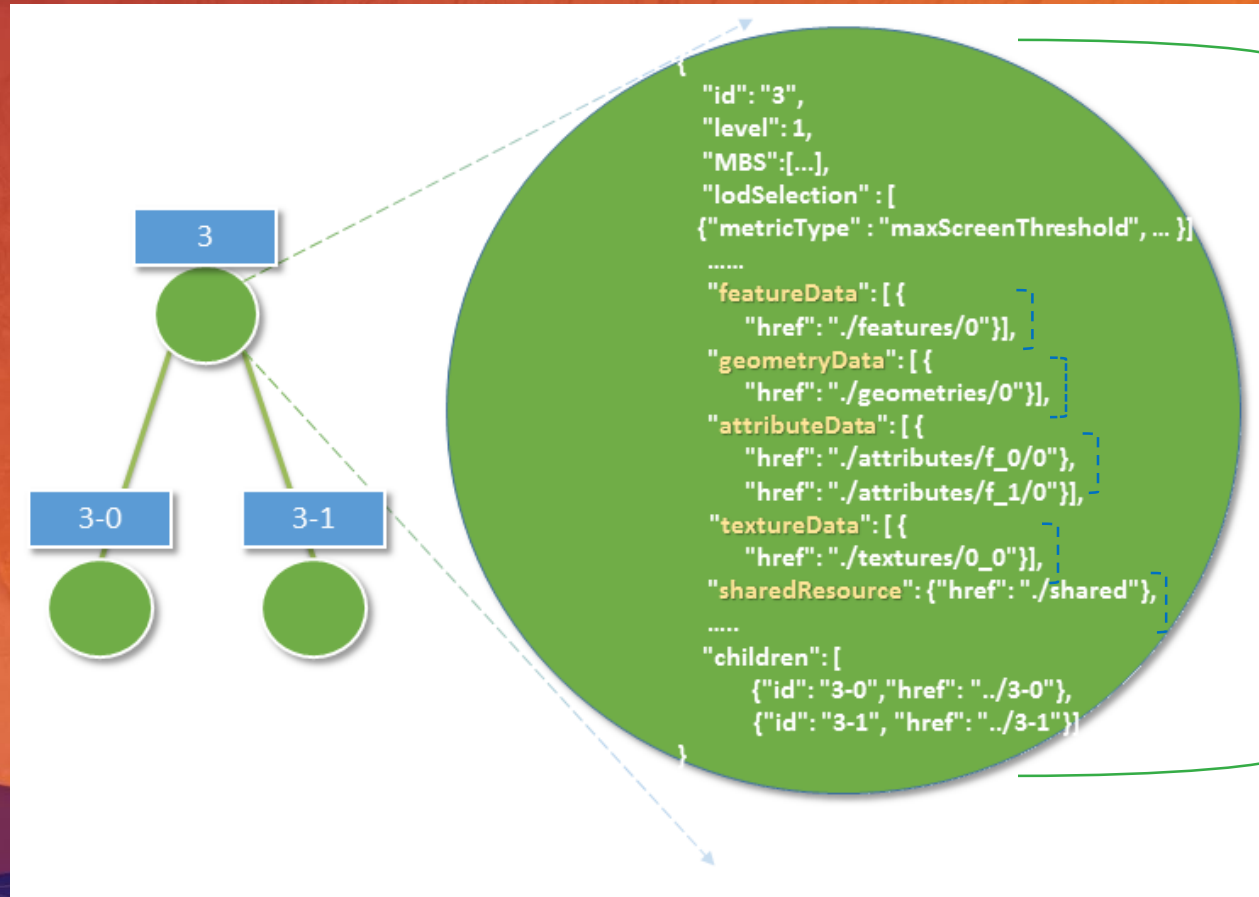 3
3-0
3-1
{
"id": "3",
"level": 1,
"MBS":[...],
"lodSelection" : [
{"metricType" : "maxScreenThreshold", ... }]
......
"featureData": [ {
"href": "./features/0"}],
"geometryData": [ {
"href": "./geometries/0"}],
"attributeData": [ {
"href": "./attributes/f_0/0"},
"href": "./attributes/f_1/0"}],
"textureData": [ {
"href": "./textures/0_0"}],
"sharedResource": {"href": "./shared"},
.....
"children": [
{"id": "3-0","href": "../3-0"},
{"id": "3-1", "href": "../3-1"}]
}